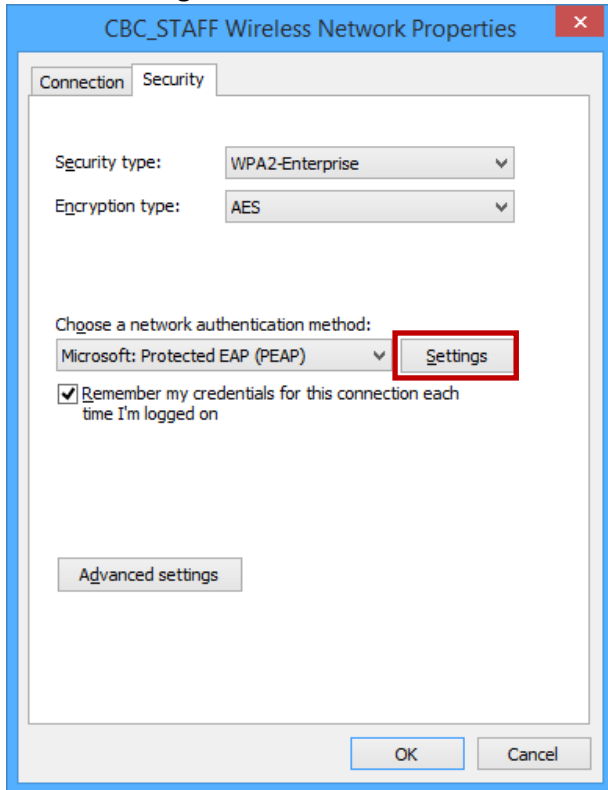 CBC_STAFF Wireless Network Properties
Connection Security
Security type: WPA2-Enterprise
Encryption type: AES
Choose a network authentication method:
Microsoft: Protected EAP (PEAP) Settings
Remember my credentials for this connection each
time I'm logged on
Advanced settings
OK Cancel